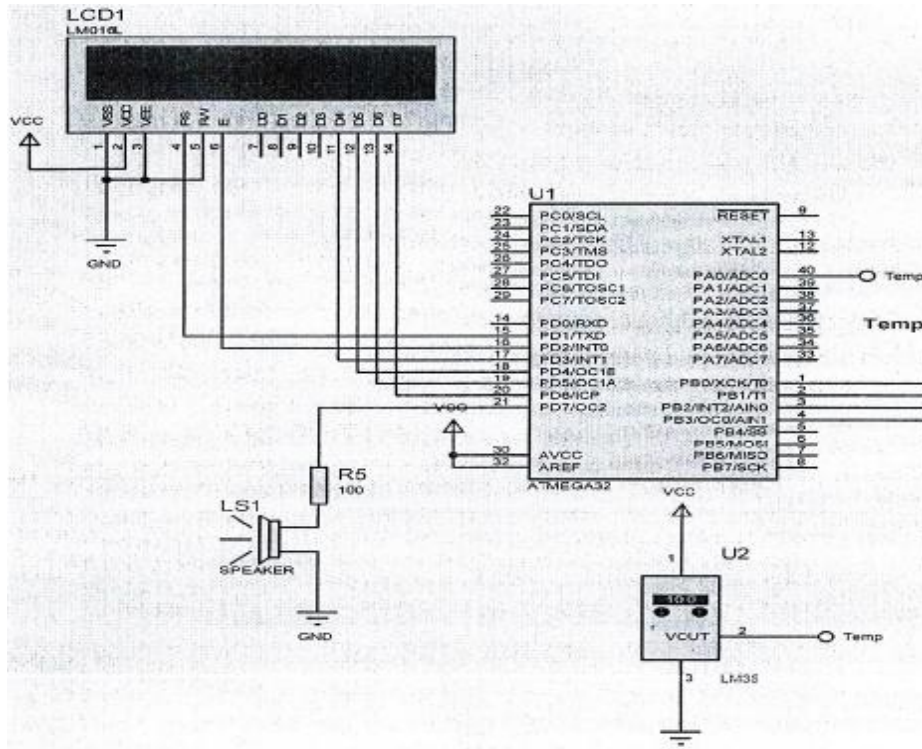 LCD1
LM016L
VSS
VDD
VEE
RS
RW
E
D0
D1
D2
D3
D4
D5
D6
D7
VCC
1
2
3
4
5
6
7
8
9
10
11
12
13
14
GND
U1
22 PC0/SCL
23 PC1/SDA
24 PC2/TCK
25 PC3/TMS
26 PC4/TDO
27 PC5/TDI
28 PC6/TOSC1
29 PC7/TOSC2
14 PD0/RXD
15 PD1/TXD
16 PD2/INT0
17 PD3/INT1
18 PD4/OC1B
19 PD5/OC1A
20 PD6/ICP
21 PD7/OC2
30 AVCC
32 AREF
RESET 9
XTAL1 13
XTAL2 12
PA0/ADC0 40
PA1/ADC1 39
PA2/ADC2 38
PA3/ADC3 37
PA4/ADC4 36
PA5/ADC5 35
PA6/ADC6 34
PA7/ADC7 33
PB0/XCK/T0 1
PB1/T1 2
PB2/INT2/AIN0 3
PB3/OC0/AIN1 4
PB4/SS 5
PB5/MOSI 6
PB6/MISO 7
PB7/SCK 8
ATMEGA32
Temp
Temp
VCC
R5
100
LS1
SPEAKER
GND
VCC
1
U2
VOUT
2
Temp
3
LM35